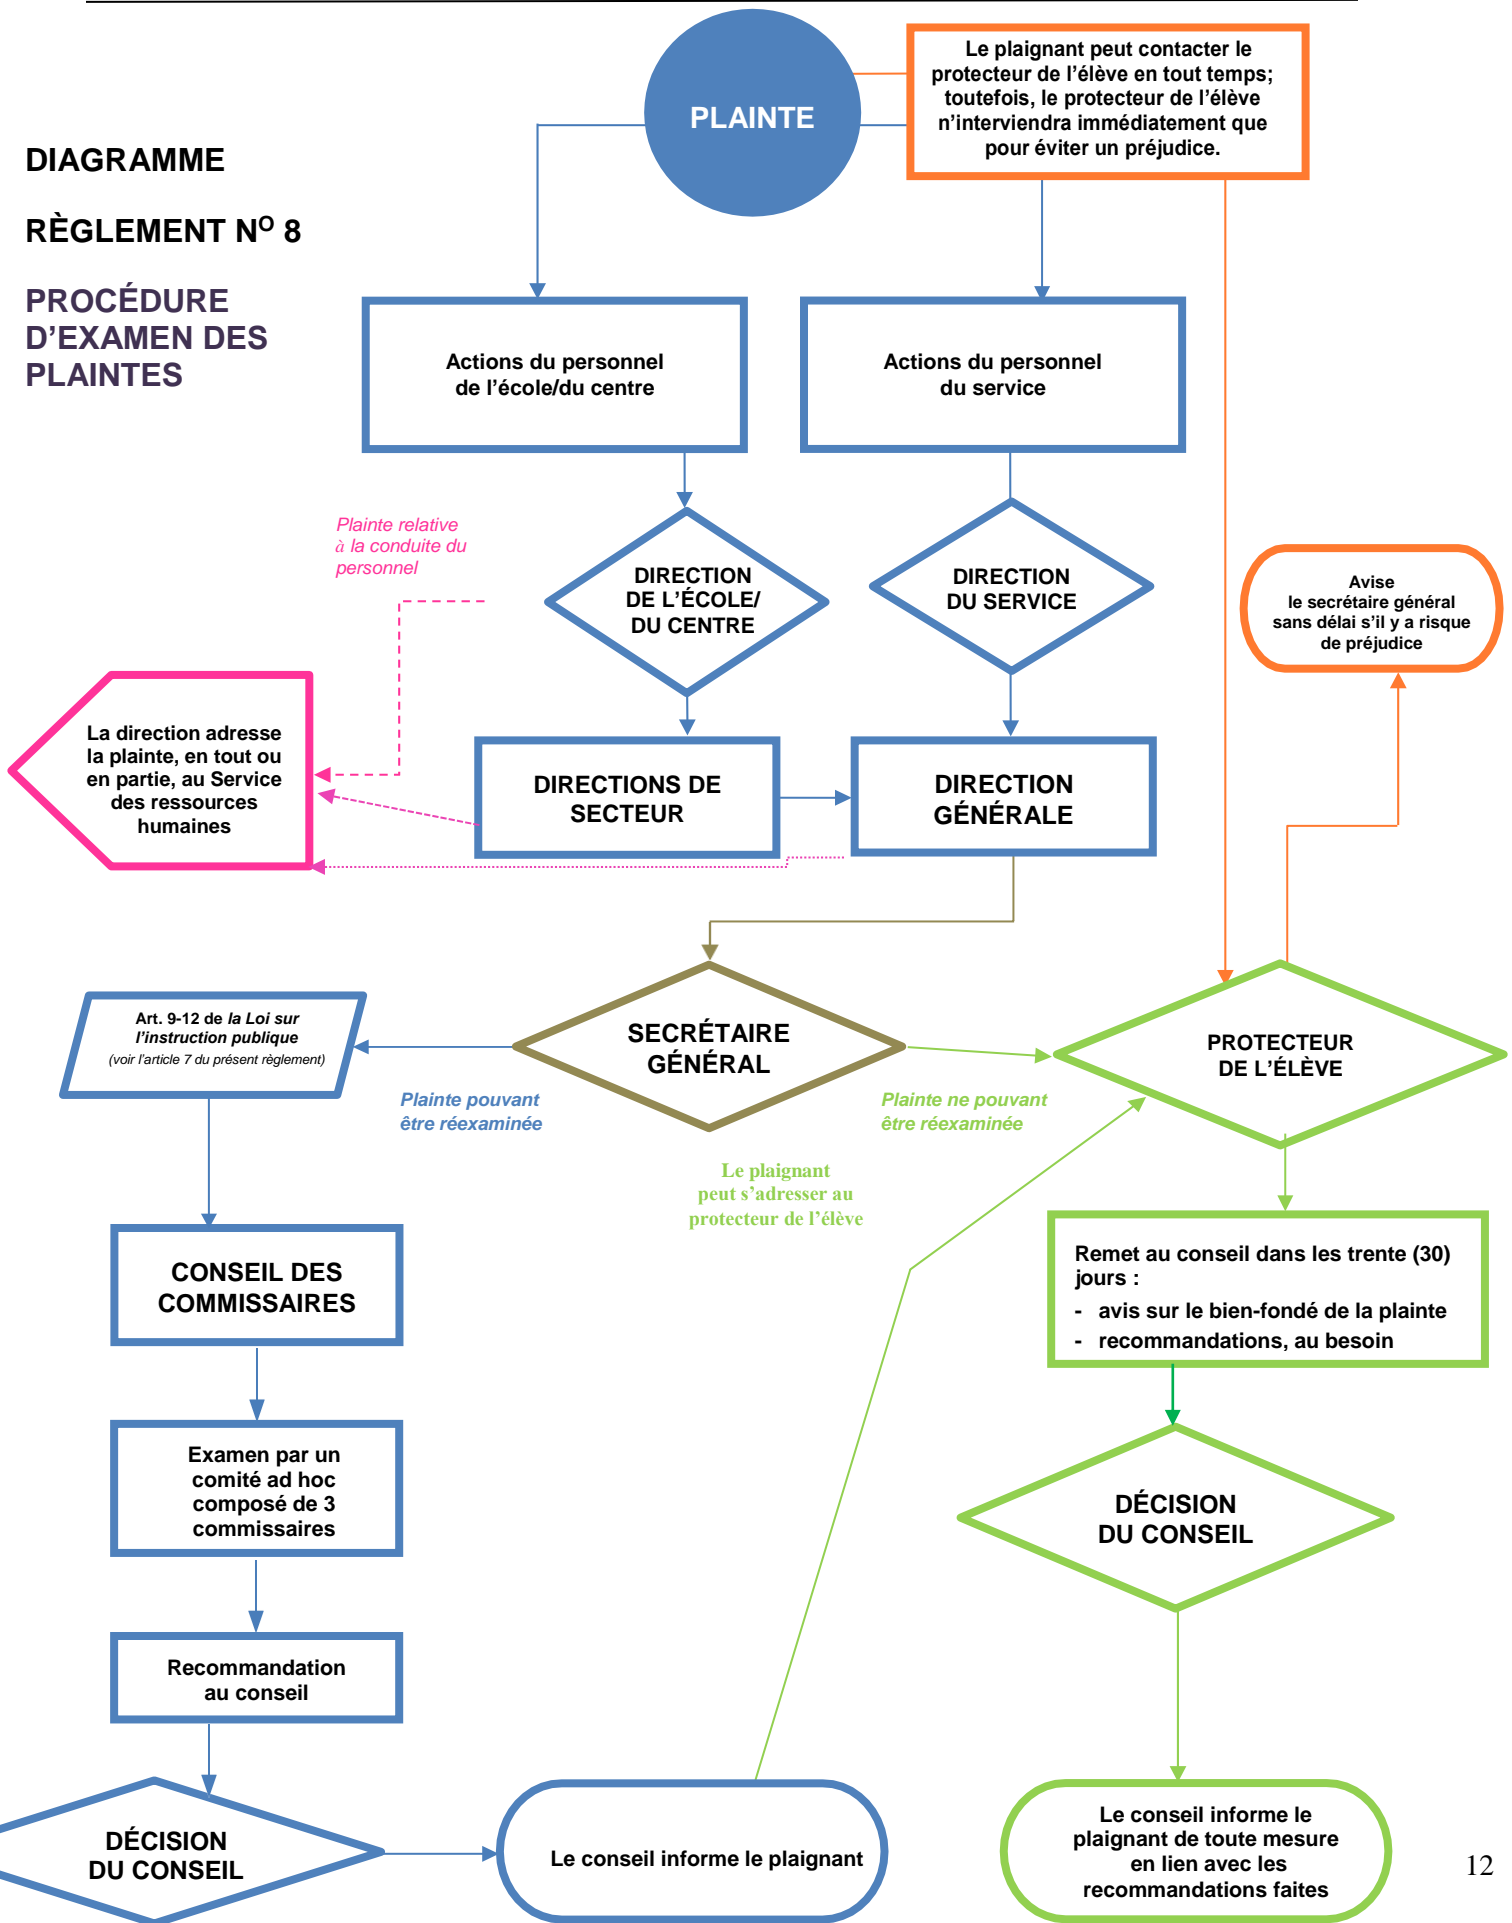 PLAINTE
Le plaignant peut contacter le
protecteur de l'élève en tout temps;
toutefois, le protecteur de l'élève
n'interviendra immédiatement que
pour éviter un préjudice.
DIAGRAMME
RÈGLEMENT Nº 8
PROCÉDURE
D'EXAMEN DES
PLAINTES
Actions du personnel
de l'école/du centre
Actions du personnel
du service
Plainte relative
à la conduite du
personnel
DIRECTION
DE L'ÉCOLE/
DU CENTRE
DIRECTION
DU SERVICE
Avise
le secrétaire général
sans délai s'il y a risque
de préjudice
La direction adresse
la plainte, en tout ou
en partie, au Service
des ressources
humaines
DIRECTIONS DE
SECTEUR
DIRECTION
GÉNÉRALE
Art. 9-12 de la Loi sur
l'instruction publique
(voir l'article 7 du présent règlement)
SECRÉTAIRE
GÉNÉRAL
PROTECTEUR
DE L'ÉLÈVE
Plainte pouvant
être réexaminée
Plainte ne pouvant
être réexaminée
Le plaignant
peut s'adresser au
protecteur de l'élève
CONSEIL DES
COMMISSAIRES
Remet au conseil dans les trente (30)
jours :
- avis sur le bien-fondé de la plainte
- recommandations, au besoin
Examen par un
comité ad hoc
composé de 3
commissaires
DÉCISION
DU CONSEIL
Recommandation
au conseil
DÉCISION
DU CONSEIL
Le conseil informe le plaignant
Le conseil informe le
plaignant de toute mesure
en lien avec les
recommandations faites
12